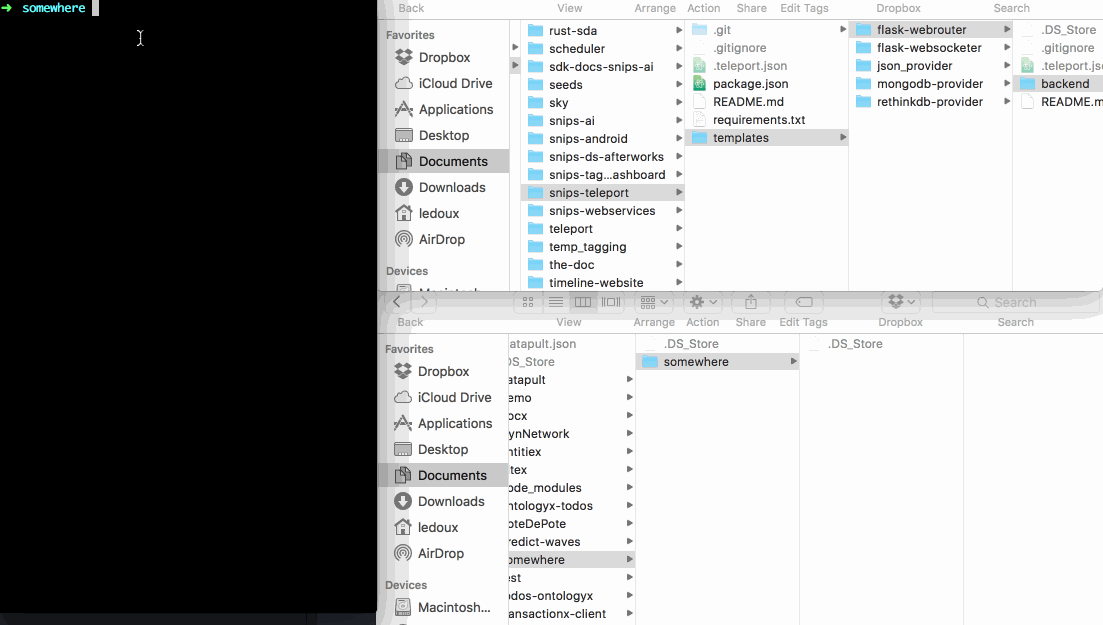 → somewhere
Back View Arrange Action Share Edit Tags Dropbox Search
Favorites
Dropbox
iCloud Drive
Applications
Desktop
Documents
Downloads
ledoux
AirDrop
Devices
rust-sda
scheduler
sdk-docs-snips-ai
seeds
sky
snips-ai
snips-android
snips-ds-afterworks
snips-tag...ashboard
snips-teleport
snips-webservices
teleport
temp_tagging
the-doc
timeline-website
.git
.gitignore
.teleport.json
package.json
README.md
requirements.txt
templates
flask-webrouter
flask-websocketer
json_provider
mongodb-provider
rethinkdb-provider
.DS_Store
.gitignore
.teleport.jso
backend
README.m
Search
Back View Arrange Action Share Edit Tags Dropbox Search
Favorites
Dropbox
iCloud Drive
Applications
Desktop
Documents
Downloads
ledoux
AirDrop
Devices
Macintosh...
atapult.json
DS_Store
atapult
emo
ocx
ynNetwork
ntitiex
tex
ode_modules
ntologyx-todos
oteDePote
redict-waves
omewhere
est
odos-ontologyx
ansactionx-client
.DS_Store
somewhere
.DS_Store